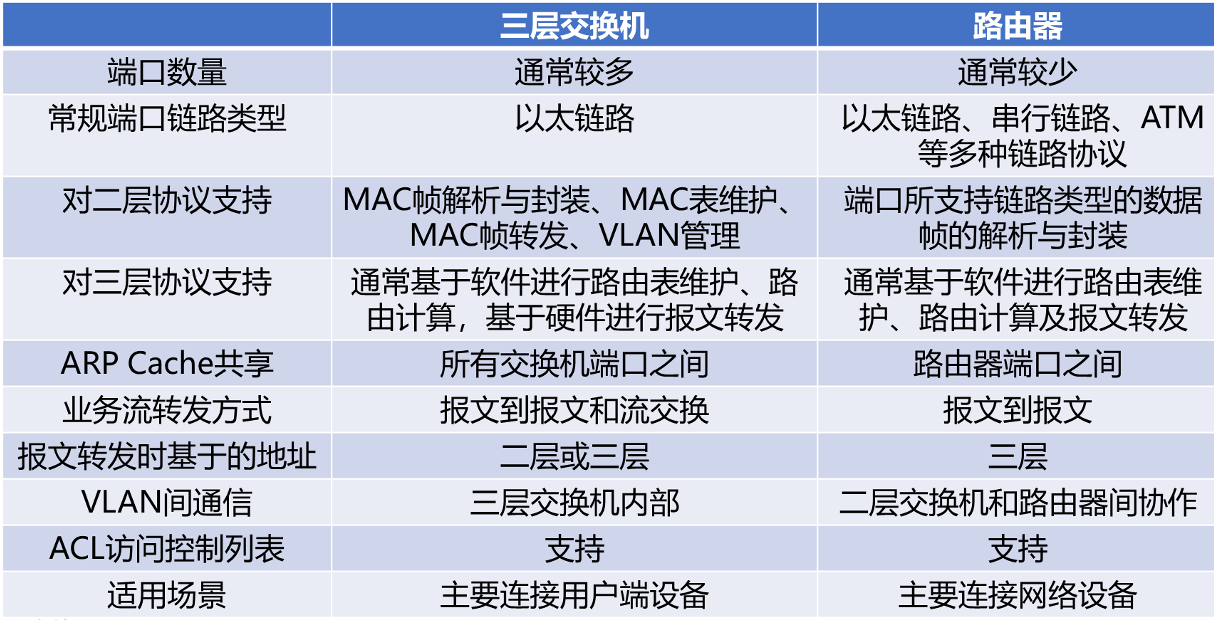 三层交换机 路由器
端口数量 通常较多 通常较少
常规端口链路类型 以太链路 以太链路、串行链路、ATM
等多种链路协议
对二层协议支持 MAC帧解析与封装、MAC表维护、 端口所支持链路类型的数据
MAC帧转发、VLAN管理 帧的解析与封装
对三层协议支持 通常基于软件进行路由表维护、路 通常基于软件进行路由表维
由计算，基于硬件进行报文转发 护、路由计算及报文转发
ARP Cache共享 所有交换机端口之间 路由器端口之间
业务流转发方式 报文到报文和流交换 报文到报文
报文转发时基于的地址 二层或三层 三层
VLAN间通信 三层交换机内部 二层交换机和路由器间协作
ACL访问控制列表 支持 支持
适用场景 主要连接用户端设备 主要连接网络设备